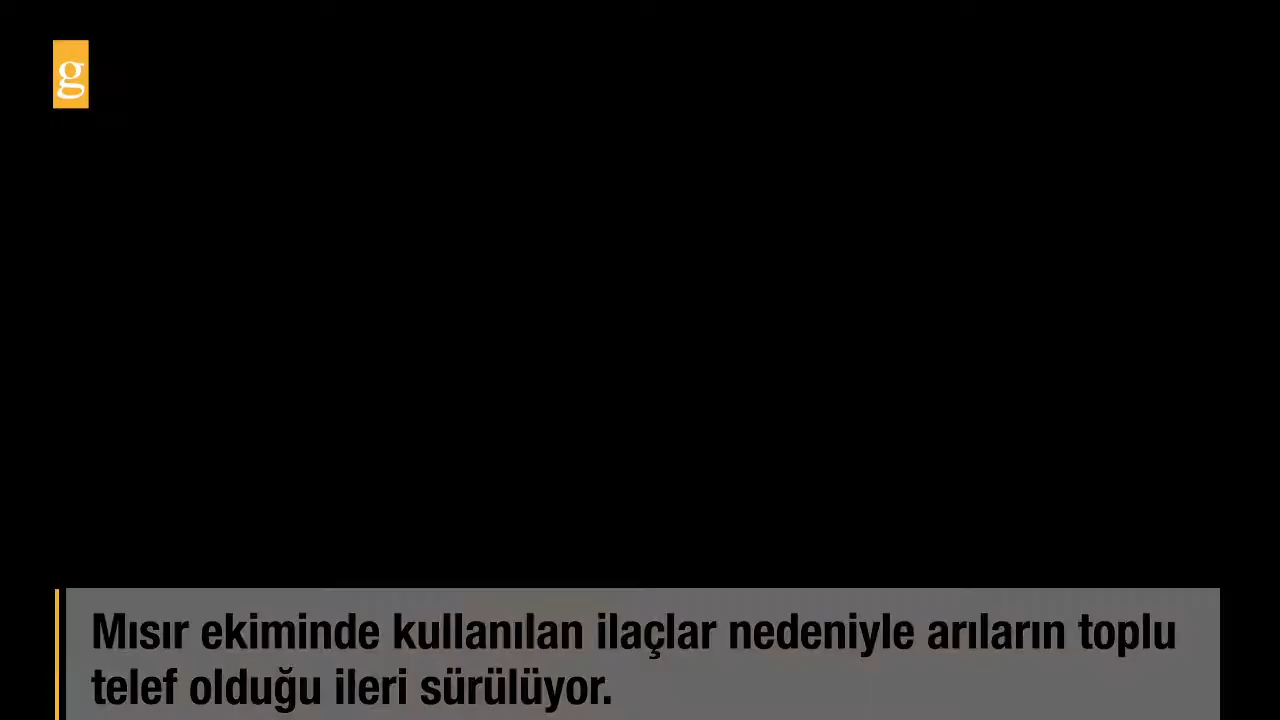 g
Mısır ekiminde kullanılan ilaçlar nedeniyle arıların toplu
telef olduğu ileri sürülüyor.